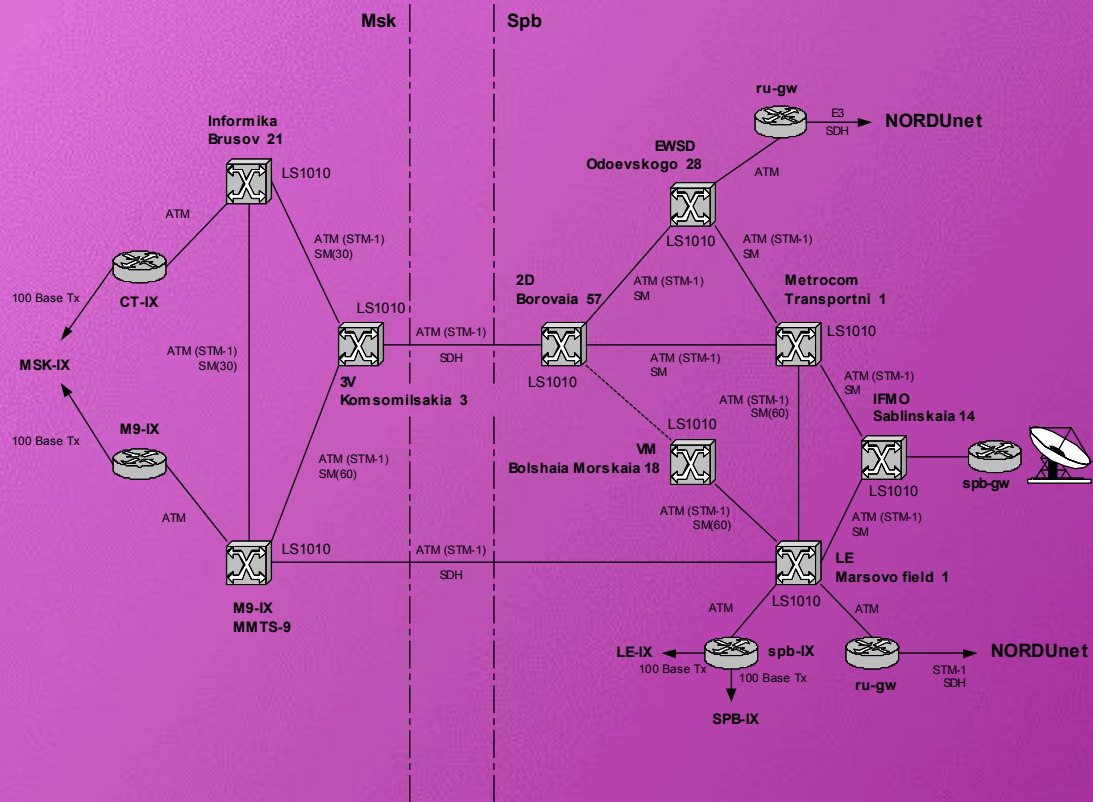 Msk
Spb
ru-gw
E3
SDH
NORDUnet
Informika
Brusov 21
LS1010
EWSD
Odoevskogo 28
LS1010
ATM
ATM
ATM (STM-1)
SM(30)
ATM (STM-1)
SM
CT-IX
100 Base Tx
2D
Borovaia 57
ATM (STM-1)
SM
Metrocom
Transportni 1
LS1010
LS1010
ATM (STM-1)
SDH
LS1010
MSK-IX
ATM (STM-1)
SM(30)
3V
Komsomilsakia 3
ATM (STM-1)
SM
ATM (STM-1)
SM
ATM (STM-1)
SM(60)
IFMO
Sablinskaia 14
LS1010
M9-IX
100 Base Tx
ATM (STM-1)
SM(60)
LS1010
VM
Bolshaia Morskaia 18
spb-gw
ATM
ATM (STM-1)
SM(60)
ATM (STM-1)
SM
LS1010
ATM (STM-1)
SDH
LE
Marsovo field 1
LS1010
M9-IX
MMTS-9
ATM
ATM
LE-IX
100 Base Tx
spb-IX
100 Base Tx
SPB-IX
ru-gw
STM-1
SDH
NORDUnet